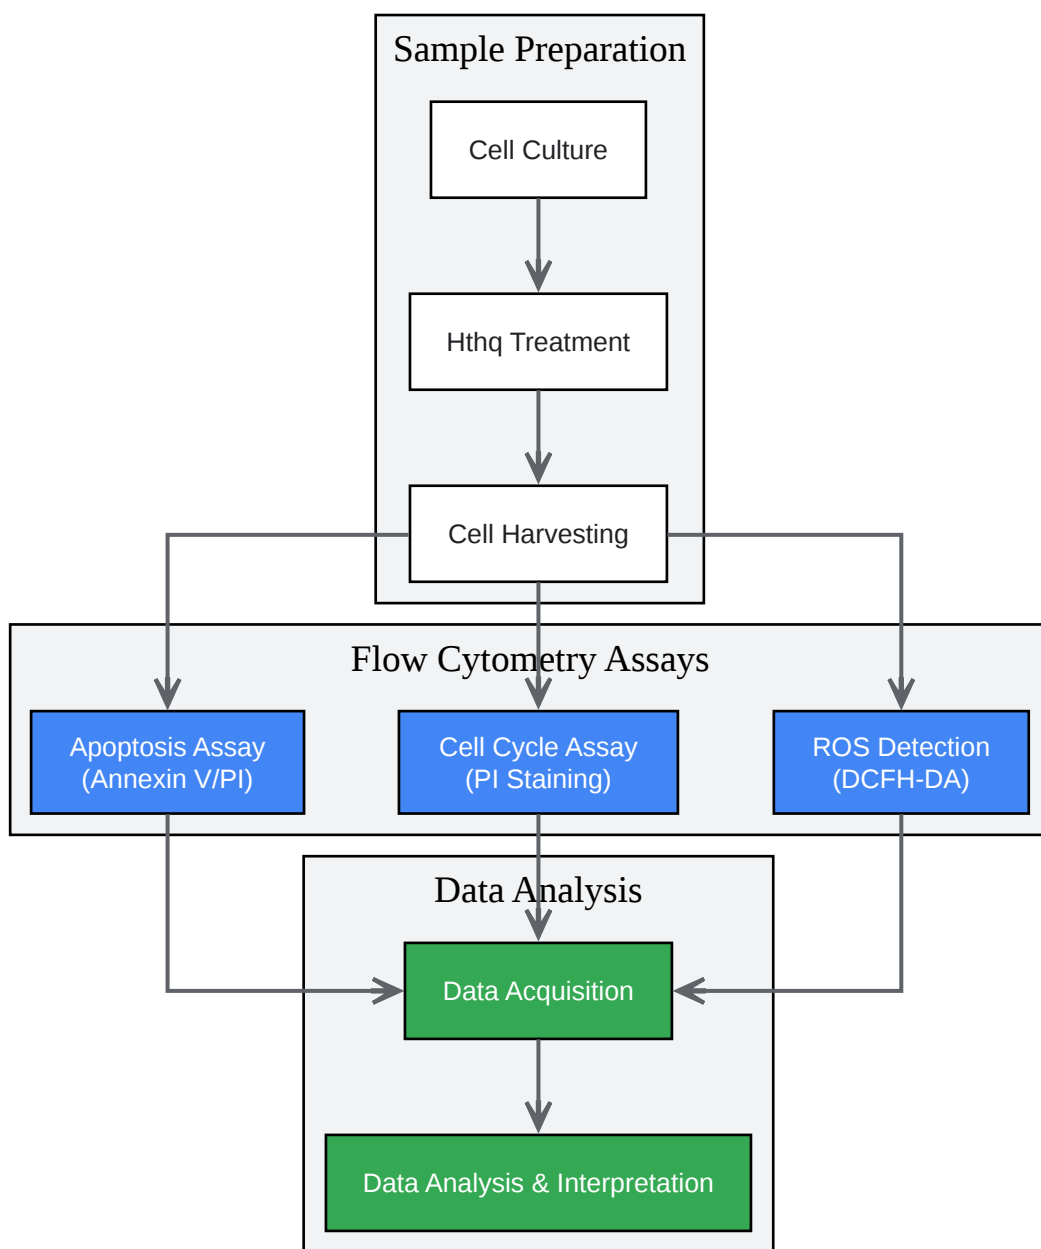 Sample Preparation
Cell Culture
Hthq Treatment
Cell Harvesting
Flow Cytometry Assays
Apoptosis Assay
(Annexin V/PI)
Cell Cycle Assay
(PI Staining)
ROS Detection
(DCFH-DA)
Data Analysis
Data Acquisition
Data Analysis & Interpretation